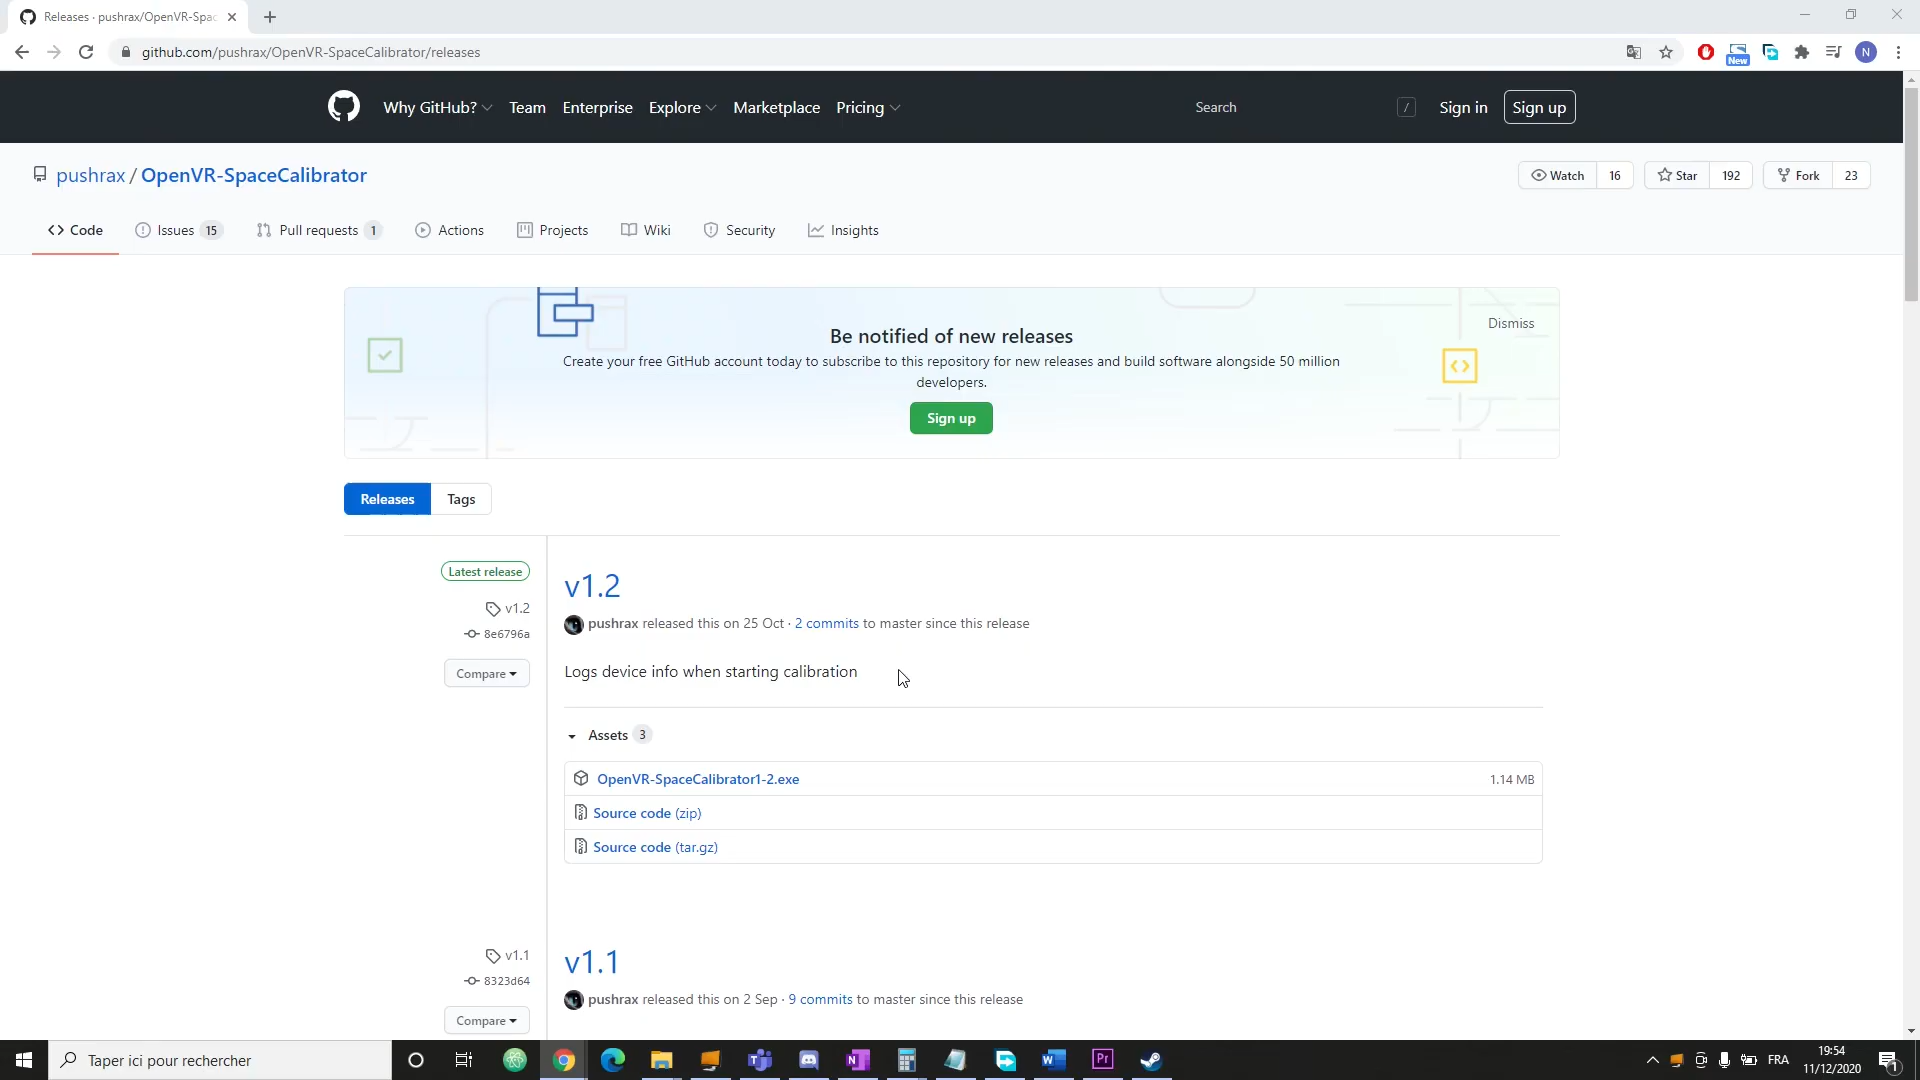 Releases · pushrax/OpenVR-Spac
github.com/pushrax/OpenVR-SpaceCalibrator/releases
New
N
Why GitHub?
Team
Enterprise
Explore
Marketplace
Pricing
Search
/
Sign in
Sign up
pushrax / OpenVR-SpaceCalibrator
Watch 16
Star 192
Fork 23
Code
Issues 15
Pull requests 1
Actions
Projects
Wiki
Security
Insights
Be notified of new releases
Dismiss
Create your free GitHub account today to subscribe to this repository for new releases and build software alongside 50 million
developers.
Sign up
Releases
Tags
Latest release
v1.2
8e6796a
Compare
v1.2
pushrax released this on 25 Oct · 2 commits to master since this release
Logs device info when starting calibration
Assets 3
OpenVR-SpaceCalibrator1-2.exe
1.14 MB
Source code (zip)
Source code (tar.gz)
v1.1
8323d64
Compare
v1.1
pushrax released this on 2 Sep · 9 commits to master since this release
Taper ici pour rechercher
N
W
Pr
FRA
19:54
11/12/2020
1